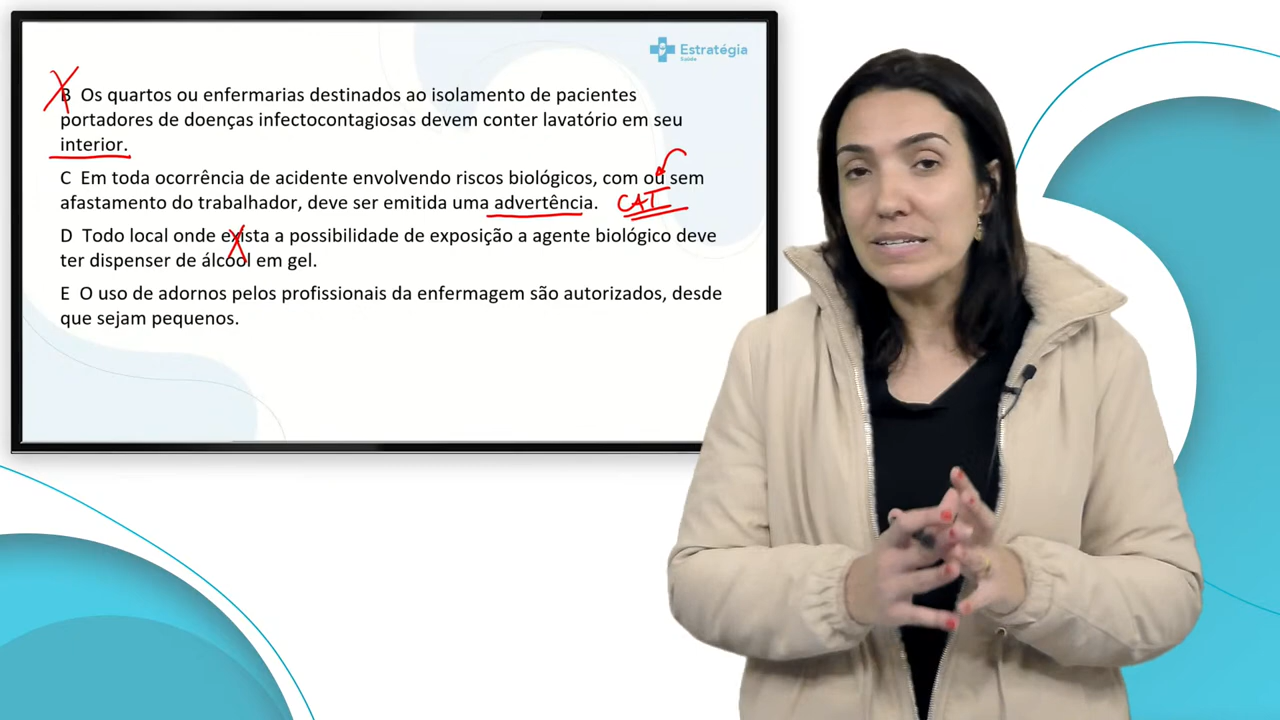 Estratégia
Saúde
B Os quartos ou enfermarias destinados ao isolamento de pacientes
portadores de doenças infectocontagiosas devem conter lavatório em seu
interior.
C Em toda ocorrência de acidente envolvendo riscos biológicos, com ou sem
afastamento do trabalhador, deve ser emitida uma advertência. CAT
D Todo local onde exista a possibilidade de exposição a agente biológico deve
ter dispenser de álcool em gel.
E O uso de adornos pelos profissionais da enfermagem são autorizados, desde
que sejam pequenos.